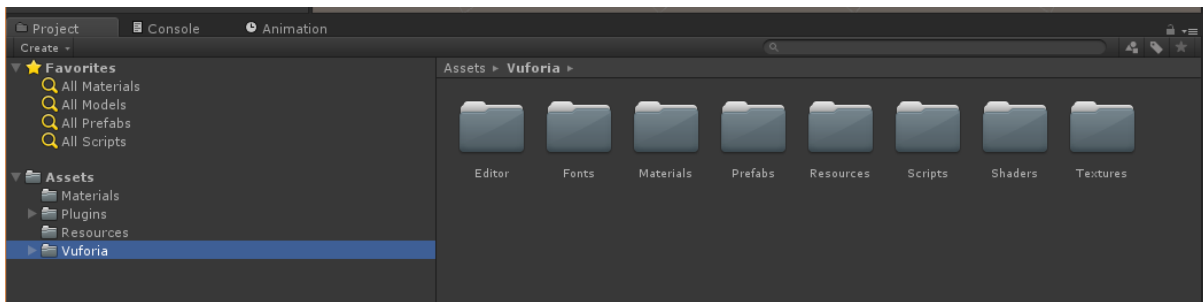 Project Console Animation
Create
Favorites
All Materials
All Models
All Prefabs
All Scripts
Assets
Materials
Plugins
Resources
Vuforia
Assets ▸ Vuforia ▸
Editor Fonts Materials Prefabs Resources Scripts Shaders Textures